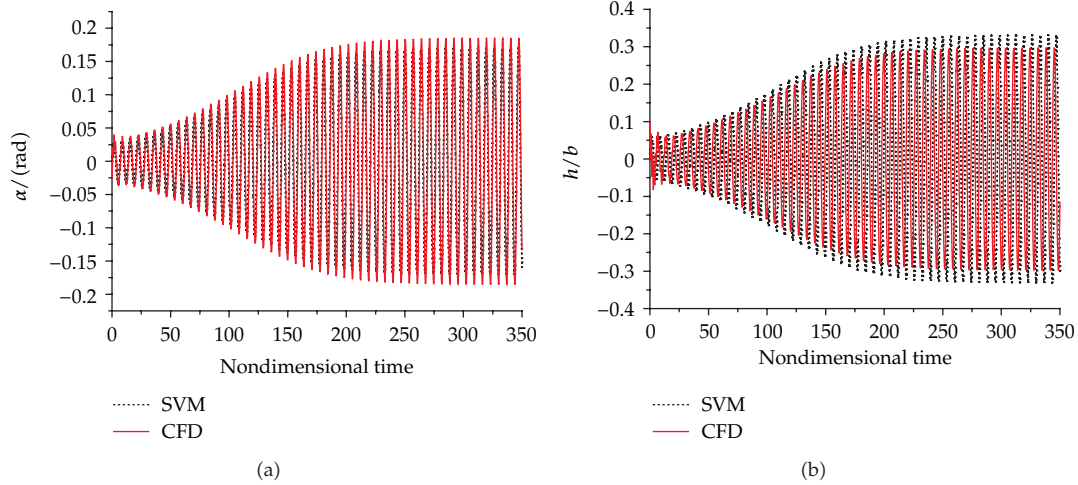 0.2
0.15
0.1
0.05
0
−0.05
−0.1
−0.15
−0.2
α/(rad)
0 50 100 150 200 250 300 350
Nondimensional time
SVM
CFD
(a)
0.4
0.3
0.2
0.1
0
−0.1
−0.2
−0.3
−0.4
h/b
0 50 100 150 200 250 300 350
Nondimensional time
SVM
CFD
(b)